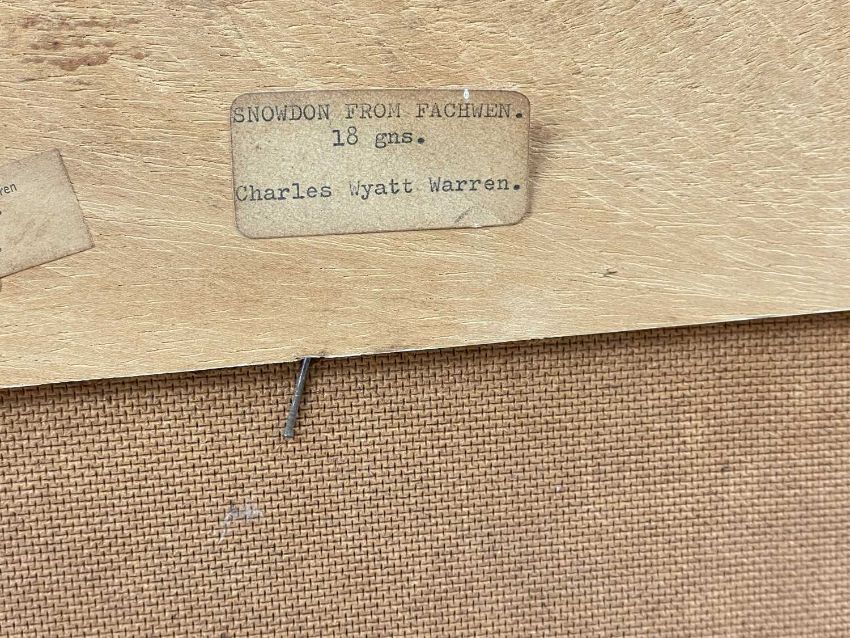 SNOWDON FROM FACHWEN.
18 gns.
Charles Wyatt Warren.